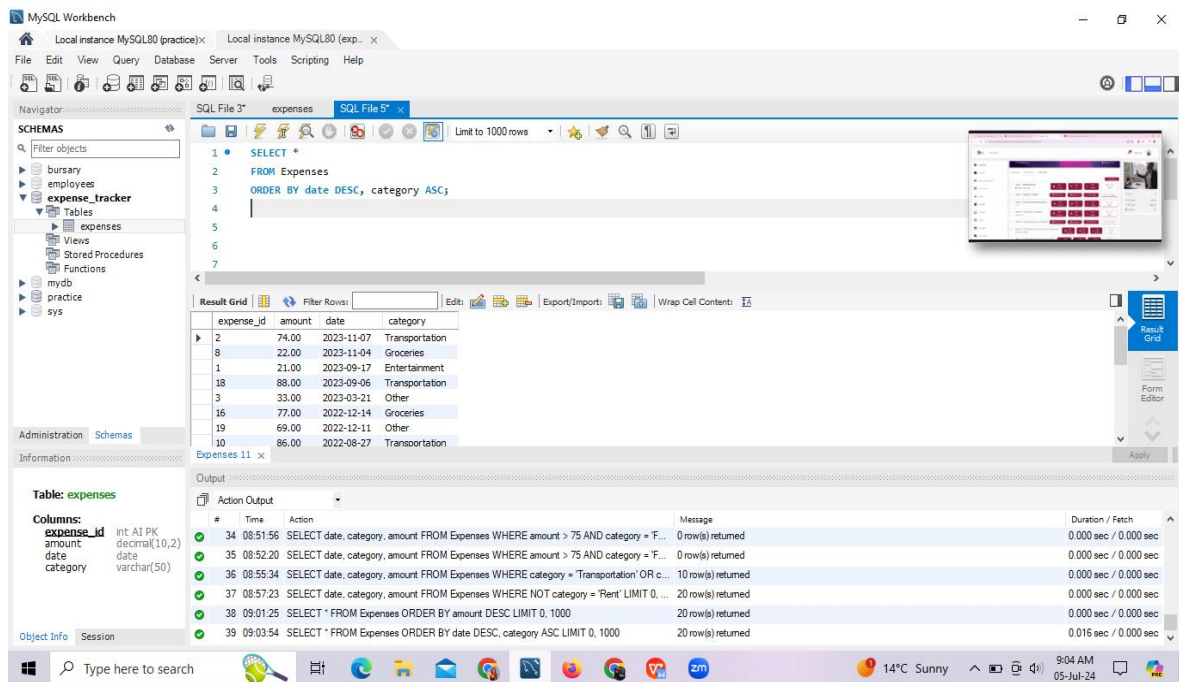 MySQL Workbench
Local instance MySQL80 (practice) ×
Local instance MySQL80 (exp... ×
File Edit View Query Database Server Tools Scripting Help
Navigator
SCHEMAS
Filter objects
bursary
employees
expense_tracker
Tables
expenses
Views
Stored Procedures
Functions
mydb
practice
sys
Administration Schemas
Information
Table: expenses
Columns:
expense_id int AI PK
amount decimal(10,2)
date date
category varchar(50)
Object Info Session
SQL File 3* expenses SQL File 5* ×
Limit to 1000 rows
1 SELECT *
2 FROM Expenses
3 ORDER BY date DESC, category ASC;
4
5
6
7
Result Grid Filter Rows: Edit: Export/Import: Wrap Cell Content:
expense_id amount date category
2 74.00 2023-11-07 Transportation
8 22.00 2023-11-04 Groceries
1 21.00 2023-09-17 Entertainment
18 88.00 2023-09-06 Transportation
3 33.00 2023-03-21 Other
16 77.00 2022-12-14 Groceries
19 69.00 2022-12-11 Other
10 86.00 2022-08-27 Transportation
Result Grid
Form Editor
Expenses 11 ×
Apply
Output
Action Output
# Time Action Message Duration / Fetch
34 08:51:56 SELECT date, category, amount FROM Expenses WHERE amount > 75 AND category = 'F... 0 row(s) returned 0.000 sec / 0.000 sec
35 08:52:20 SELECT date, category, amount FROM Expenses WHERE amount > 75 AND category = 'F... 0 row(s) returned 0.000 sec / 0.000 sec
36 08:55:34 SELECT date, category, amount FROM Expenses WHERE category = 'Transportation' OR c... 10 row(s) returned 0.000 sec / 0.000 sec
37 08:57:23 SELECT date, category, amount FROM Expenses WHERE NOT category = 'Rent' LIMIT 0, ... 20 row(s) returned 0.000 sec / 0.000 sec
38 09:01:25 SELECT * FROM Expenses ORDER BY amount DESC LIMIT 0, 1000 20 row(s) returned 0.000 sec / 0.000 sec
39 09:03:54 SELECT * FROM Expenses ORDER BY date DESC, category ASC LIMIT 0, 1000 20 row(s) returned 0.016 sec / 0.000 sec
Type here to search
zm
14°C Sunny
9:04 AM
05-Jul-24
PRE